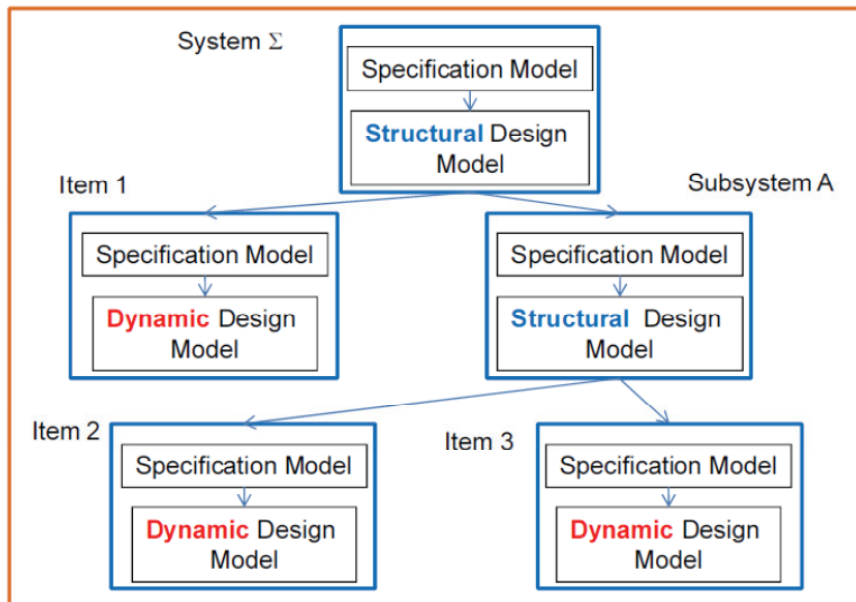 System Σ
Specification Model
Structural Design
Model
Item 1
Subsystem A
Specification Model
Dynamic Design
Model
Specification Model
Structural Design
Model
Item 2
Item 3
Specification Model
Dynamic Design
Model
Specification Model
Dynamic Design
Model